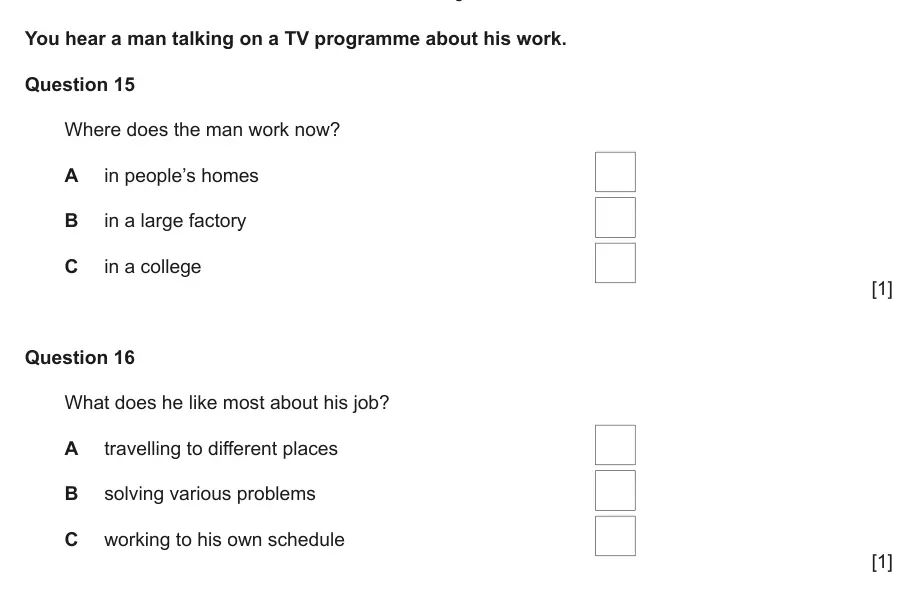 You hear a man talking on a TV programme about his work.
Question 15
Where does the man work now?
A in people’s homes
B in a large factory
C in a college
[1]
Question 16
What does he like most about his job?
A travelling to different places
B solving various problems
C working to his own schedule
[1]